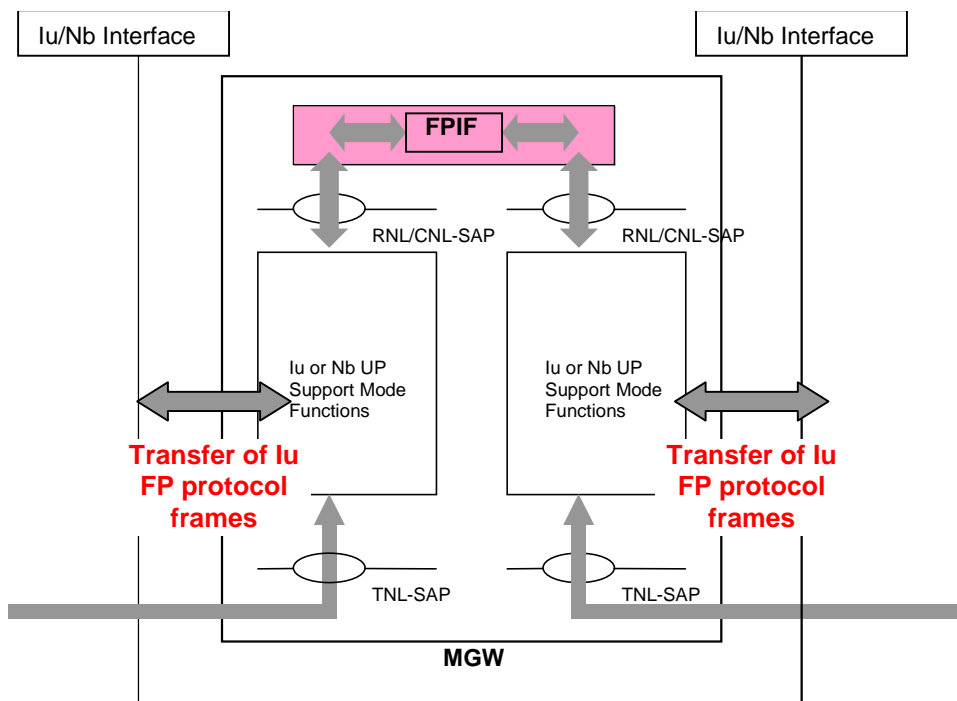 Iu/Nb Interface
Iu/Nb Interface
FPIF
RNL/CNL-SAP
RNL/CNL-SAP
Iu or Nb UP
Support Mode
Functions
Iu or Nb UP
Support Mode
Functions
Transfer of Iu
FP protocol
frames
Transfer of Iu
FP protocol
frames
TNL-SAP
TNL-SAP
MGW